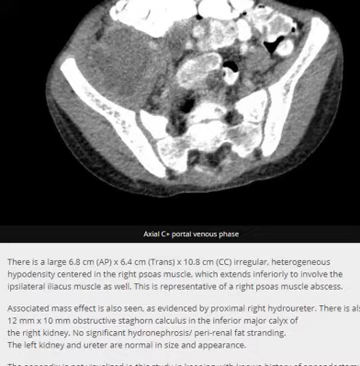 Axial C+ portal venous phase
There is a large 6.8 cm (AP) x 6.4 cm (Trans) x 10.8 cm (CC) irregular, heterogeneous
hypodensity centered in the right psoas muscle, which extends inferiorly to involve the
ipsilateral iliacus muscle as well. This is representative of a right psoas muscle abscess.
Associated mass effect is also seen, as evidenced by proximal right hydroureter. There is als
12 mm x 10 mm obstructive staghorn calculus in the inferior major calyx of
the right kidney. No significant hydronephrosis/ peri-renal fat stranding.
The left kidney and ureter are normal in size and appearance.